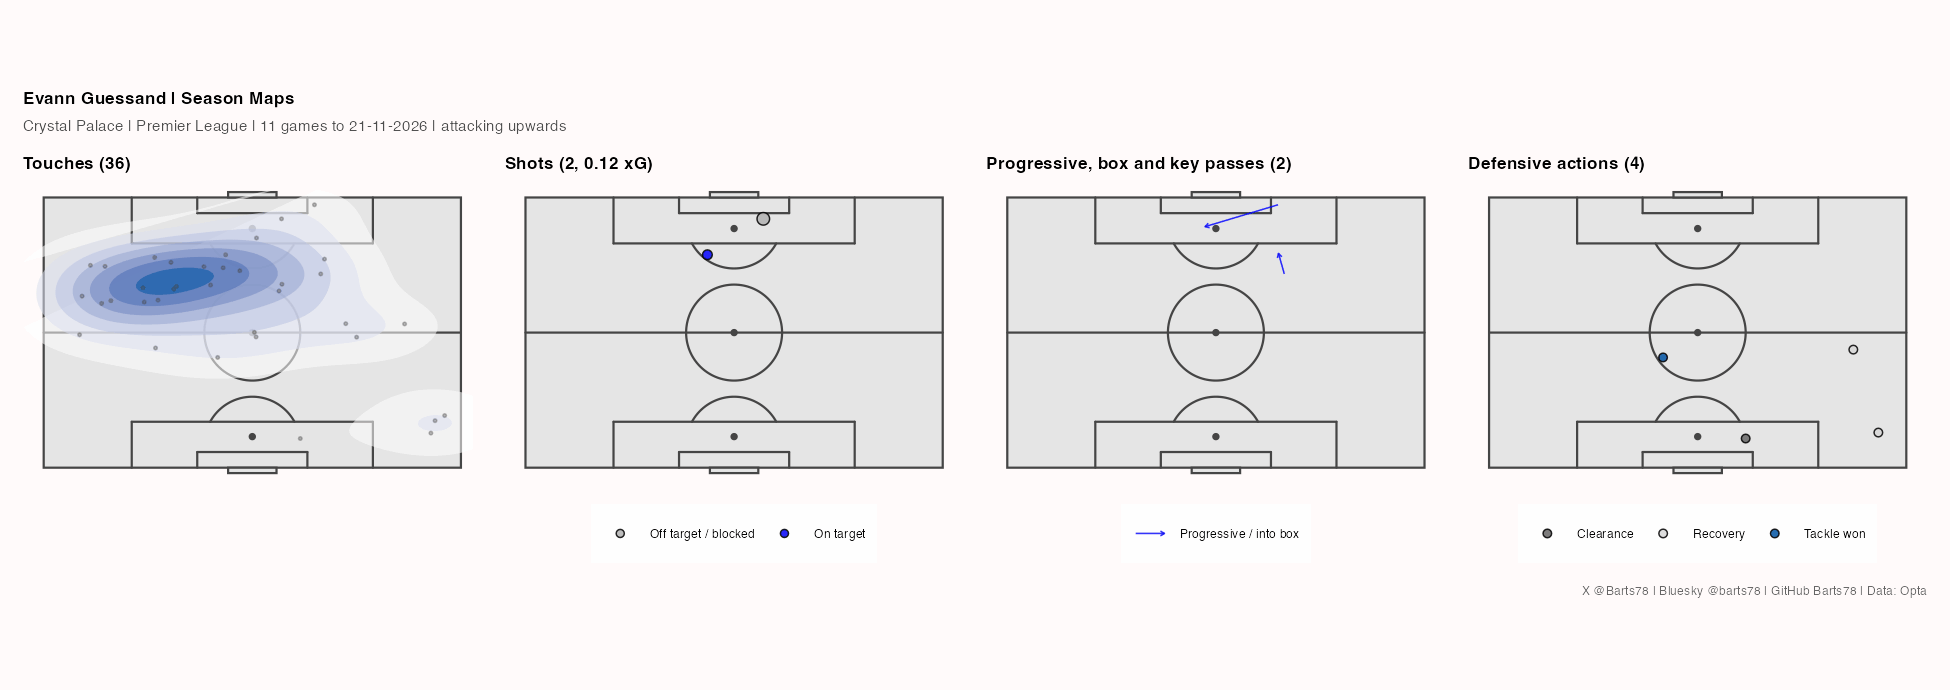 Evann Guessand | Season Maps
Crystal Palace | Premier League | 11 games to 21-11-2026 | attacking upwards
Touches (36)
Shots (2, 0.12 xG)
Progressive, box and key passes (2)
Defensive actions (4)
Off target / blocked
On target
Progressive / into box
Clearance
Recovery
Tackle won
X @Barts78 | Bluesky @barts78 | GitHub Barts78 | Data: Opta